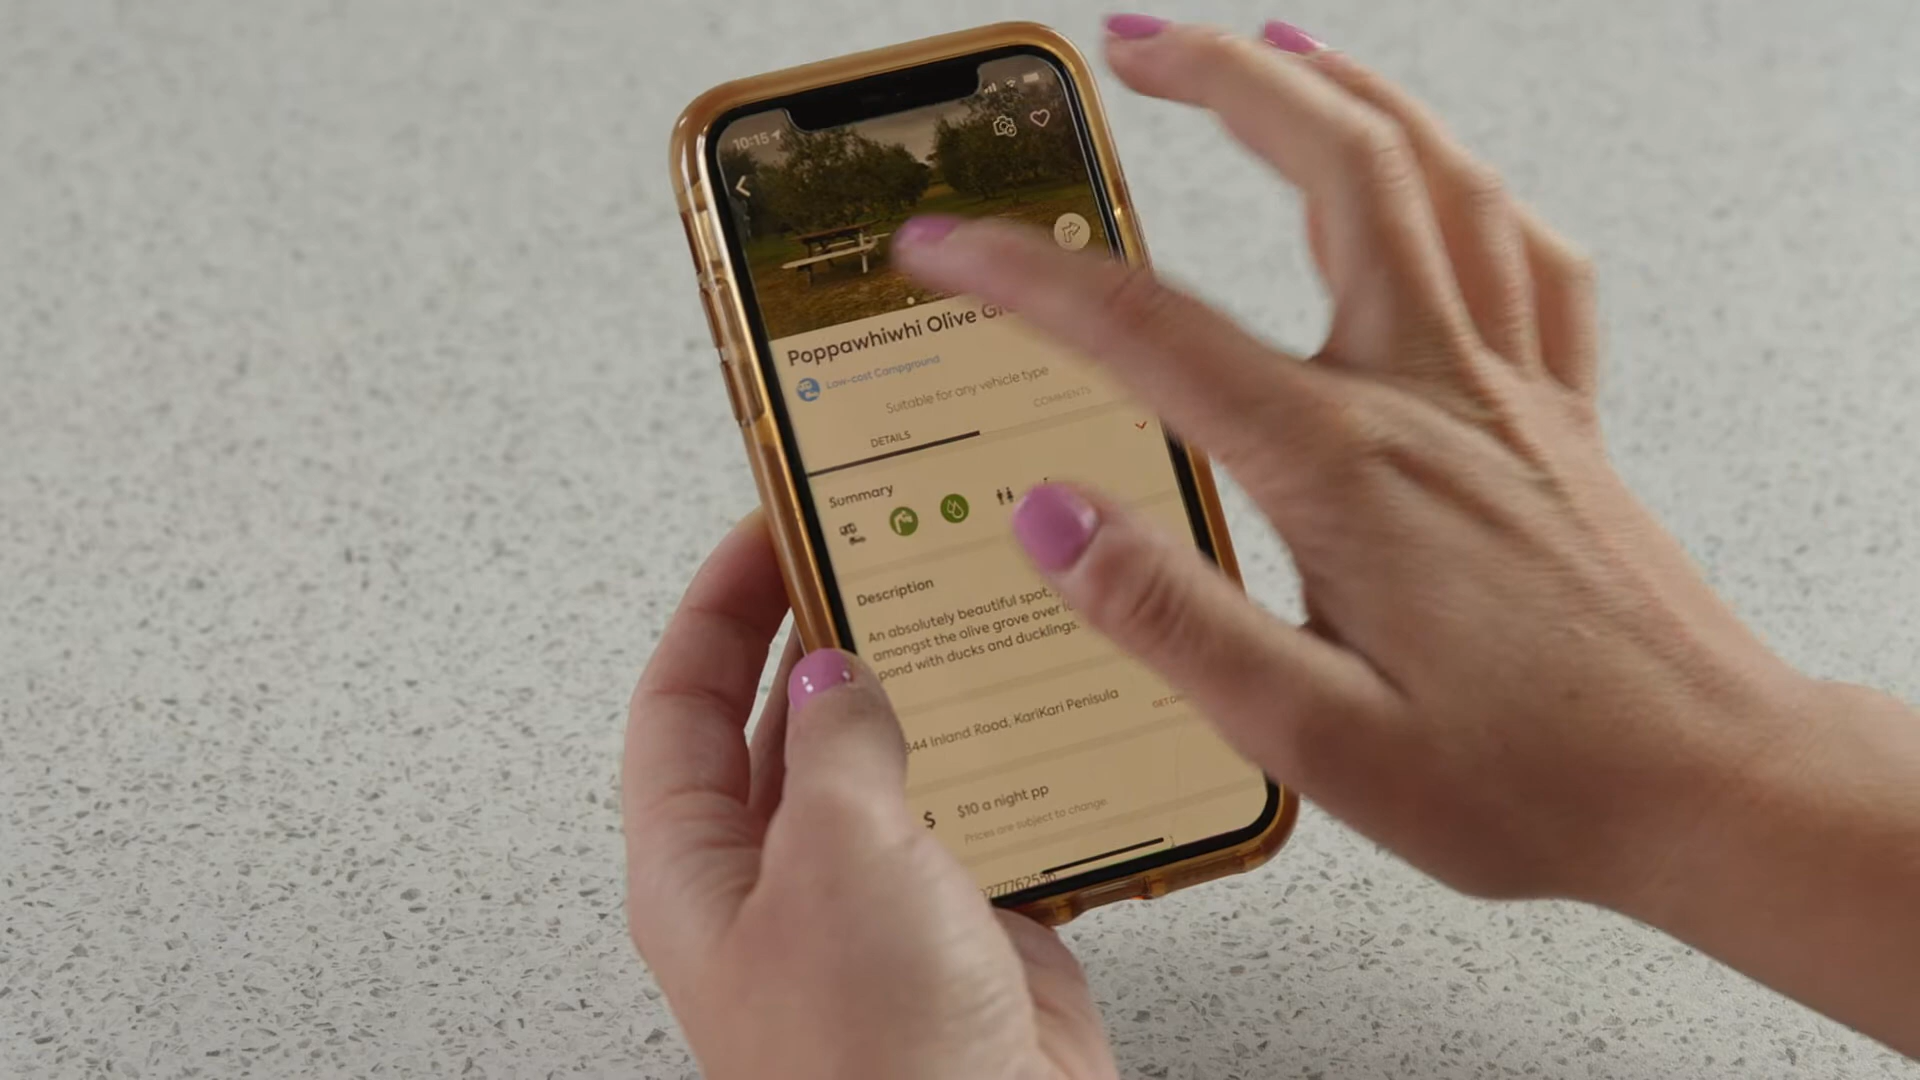 10:15
Poppawhiwhi Olive
Low-cost Campground
Suitable for any vehicle type
DETAILS
COMMENTS
Summary
Description
An absolutely beautiful spot.
amongst the olive grove over
pond with ducks and ducklings.
344 Inland Road, KariKari Penisula
GET
$ $10 a night pp
Prices are subject to change.